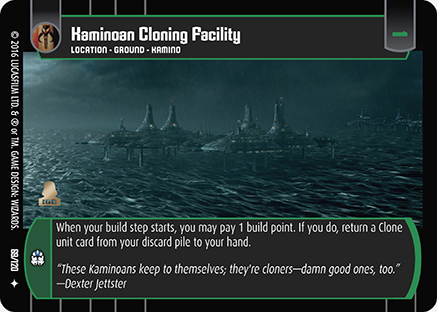 Kaminoan Cloning Facility
LOCATION - GROUND - KAMINO
When your build step starts, you may pay 1 build point. If you do, return a Clone
unit card from your discard pile to your hand.
“These Kaminoans keep to themselves; they're cloners—damn good ones, too.”
—Dexter Jettster
© 2016 LUCASFILM LTD. & ® or TM. GAME DESIGN: WIZARDS.